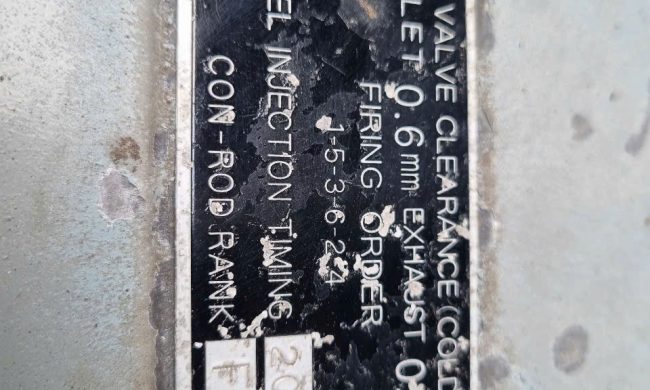 VALVE CLEARANCE (COLD
LET 0.6mm EXHAUST 0
FIRING ORDER
1-5-3-6-2-4
EL INJECTION TIMING 20
CON-ROD RANK F